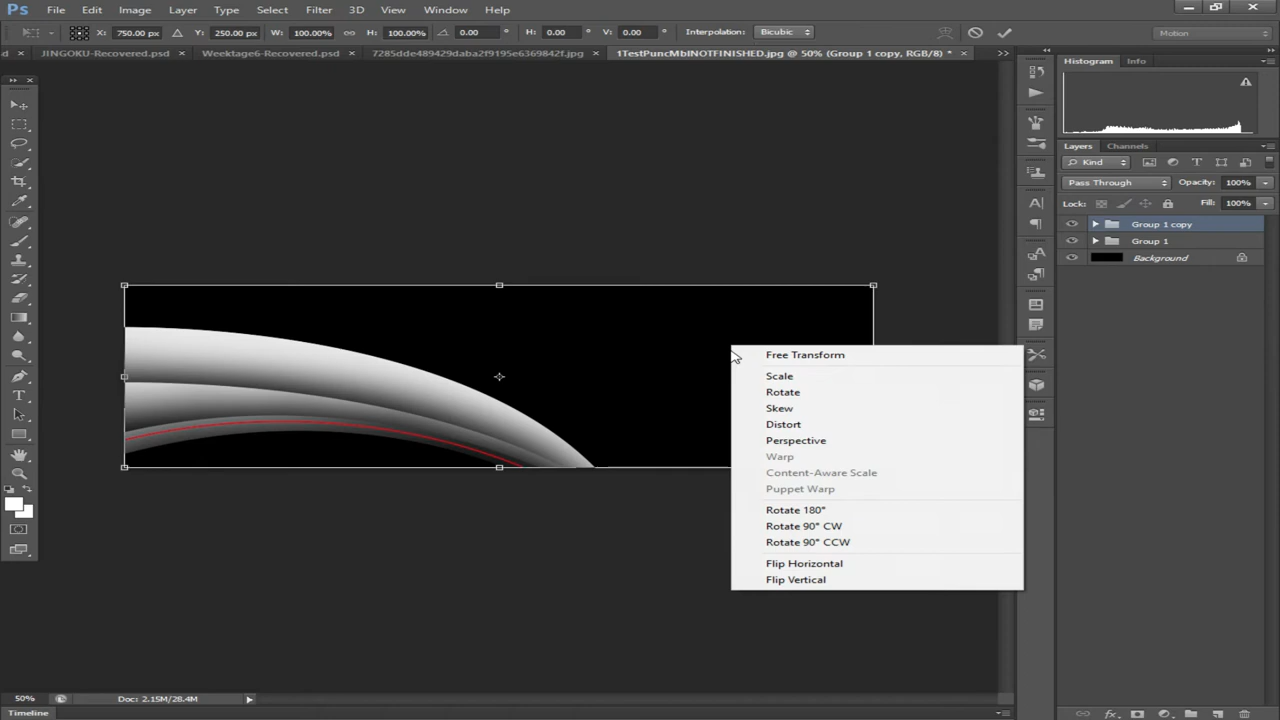 Ps File Edit Image Layer Type Select Filter 3D View Window Help
X: 750.00 px Y: 250.00 px W: 100.00% H: 100.00% 0.00 ° H: 0.00 ° V: 0.00 ° Interpolation: Bicubic Motion
d × JINGOKU-Recovered.psd × Weektage6-Recovered.psd × 7285dde489429daba2f9195e6369842f.jpg × 1TestPuncMblNOTFINISHED.jpg @ 50% (Group 1 copy, RGB/8) * ×
Histogram Info
Layers Channels
Kind
Pass Through Opacity: 100%
Lock: Fill: 100%
Group 1 copy
Group 1
Background
Free Transform
Scale
Rotate
Skew
Distort
Perspective
Warp
Content-Aware Scale
Puppet Warp
Rotate 180°
Rotate 90° CW
Rotate 90° CCW
Flip Horizontal
Flip Vertical
50% Doc: 2.15M/28.4M
Timeline